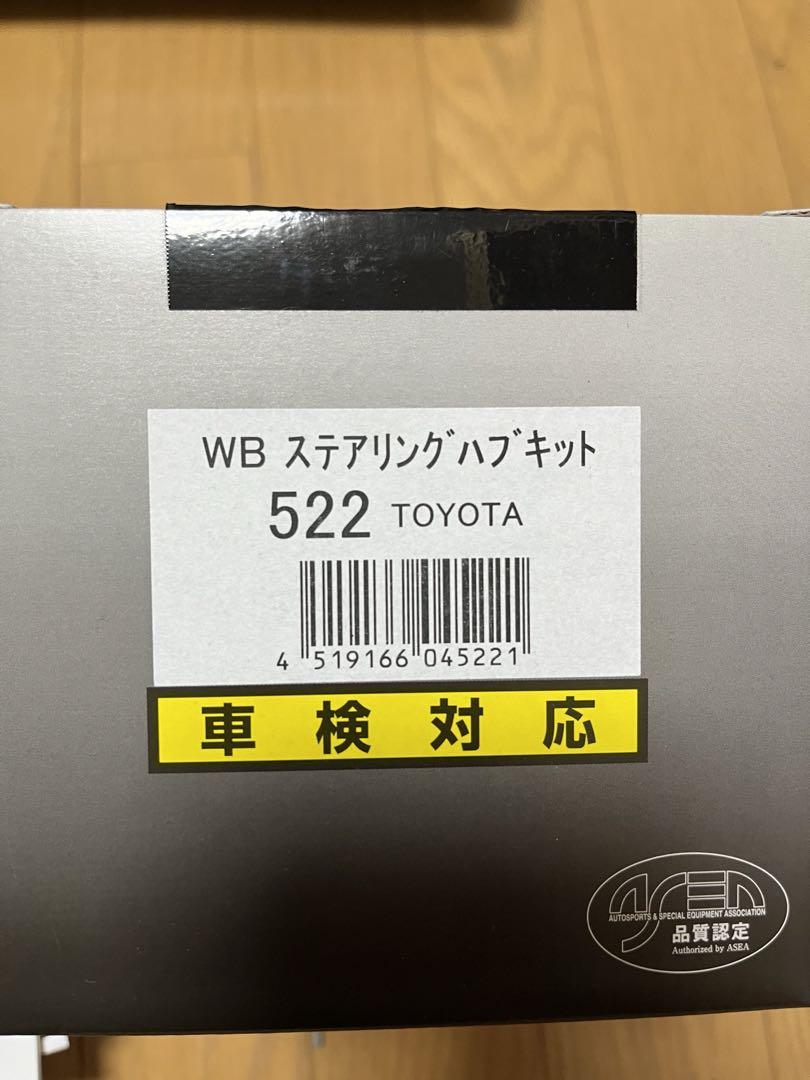 WB ステアリングハブキット
522 TOYOTA
4 519166 045221
車検対応
ASEA
AUTOSPORTS & SPECIAL EQUIPMENT ASSOCIATION
品質認定
Authorized by ASEA